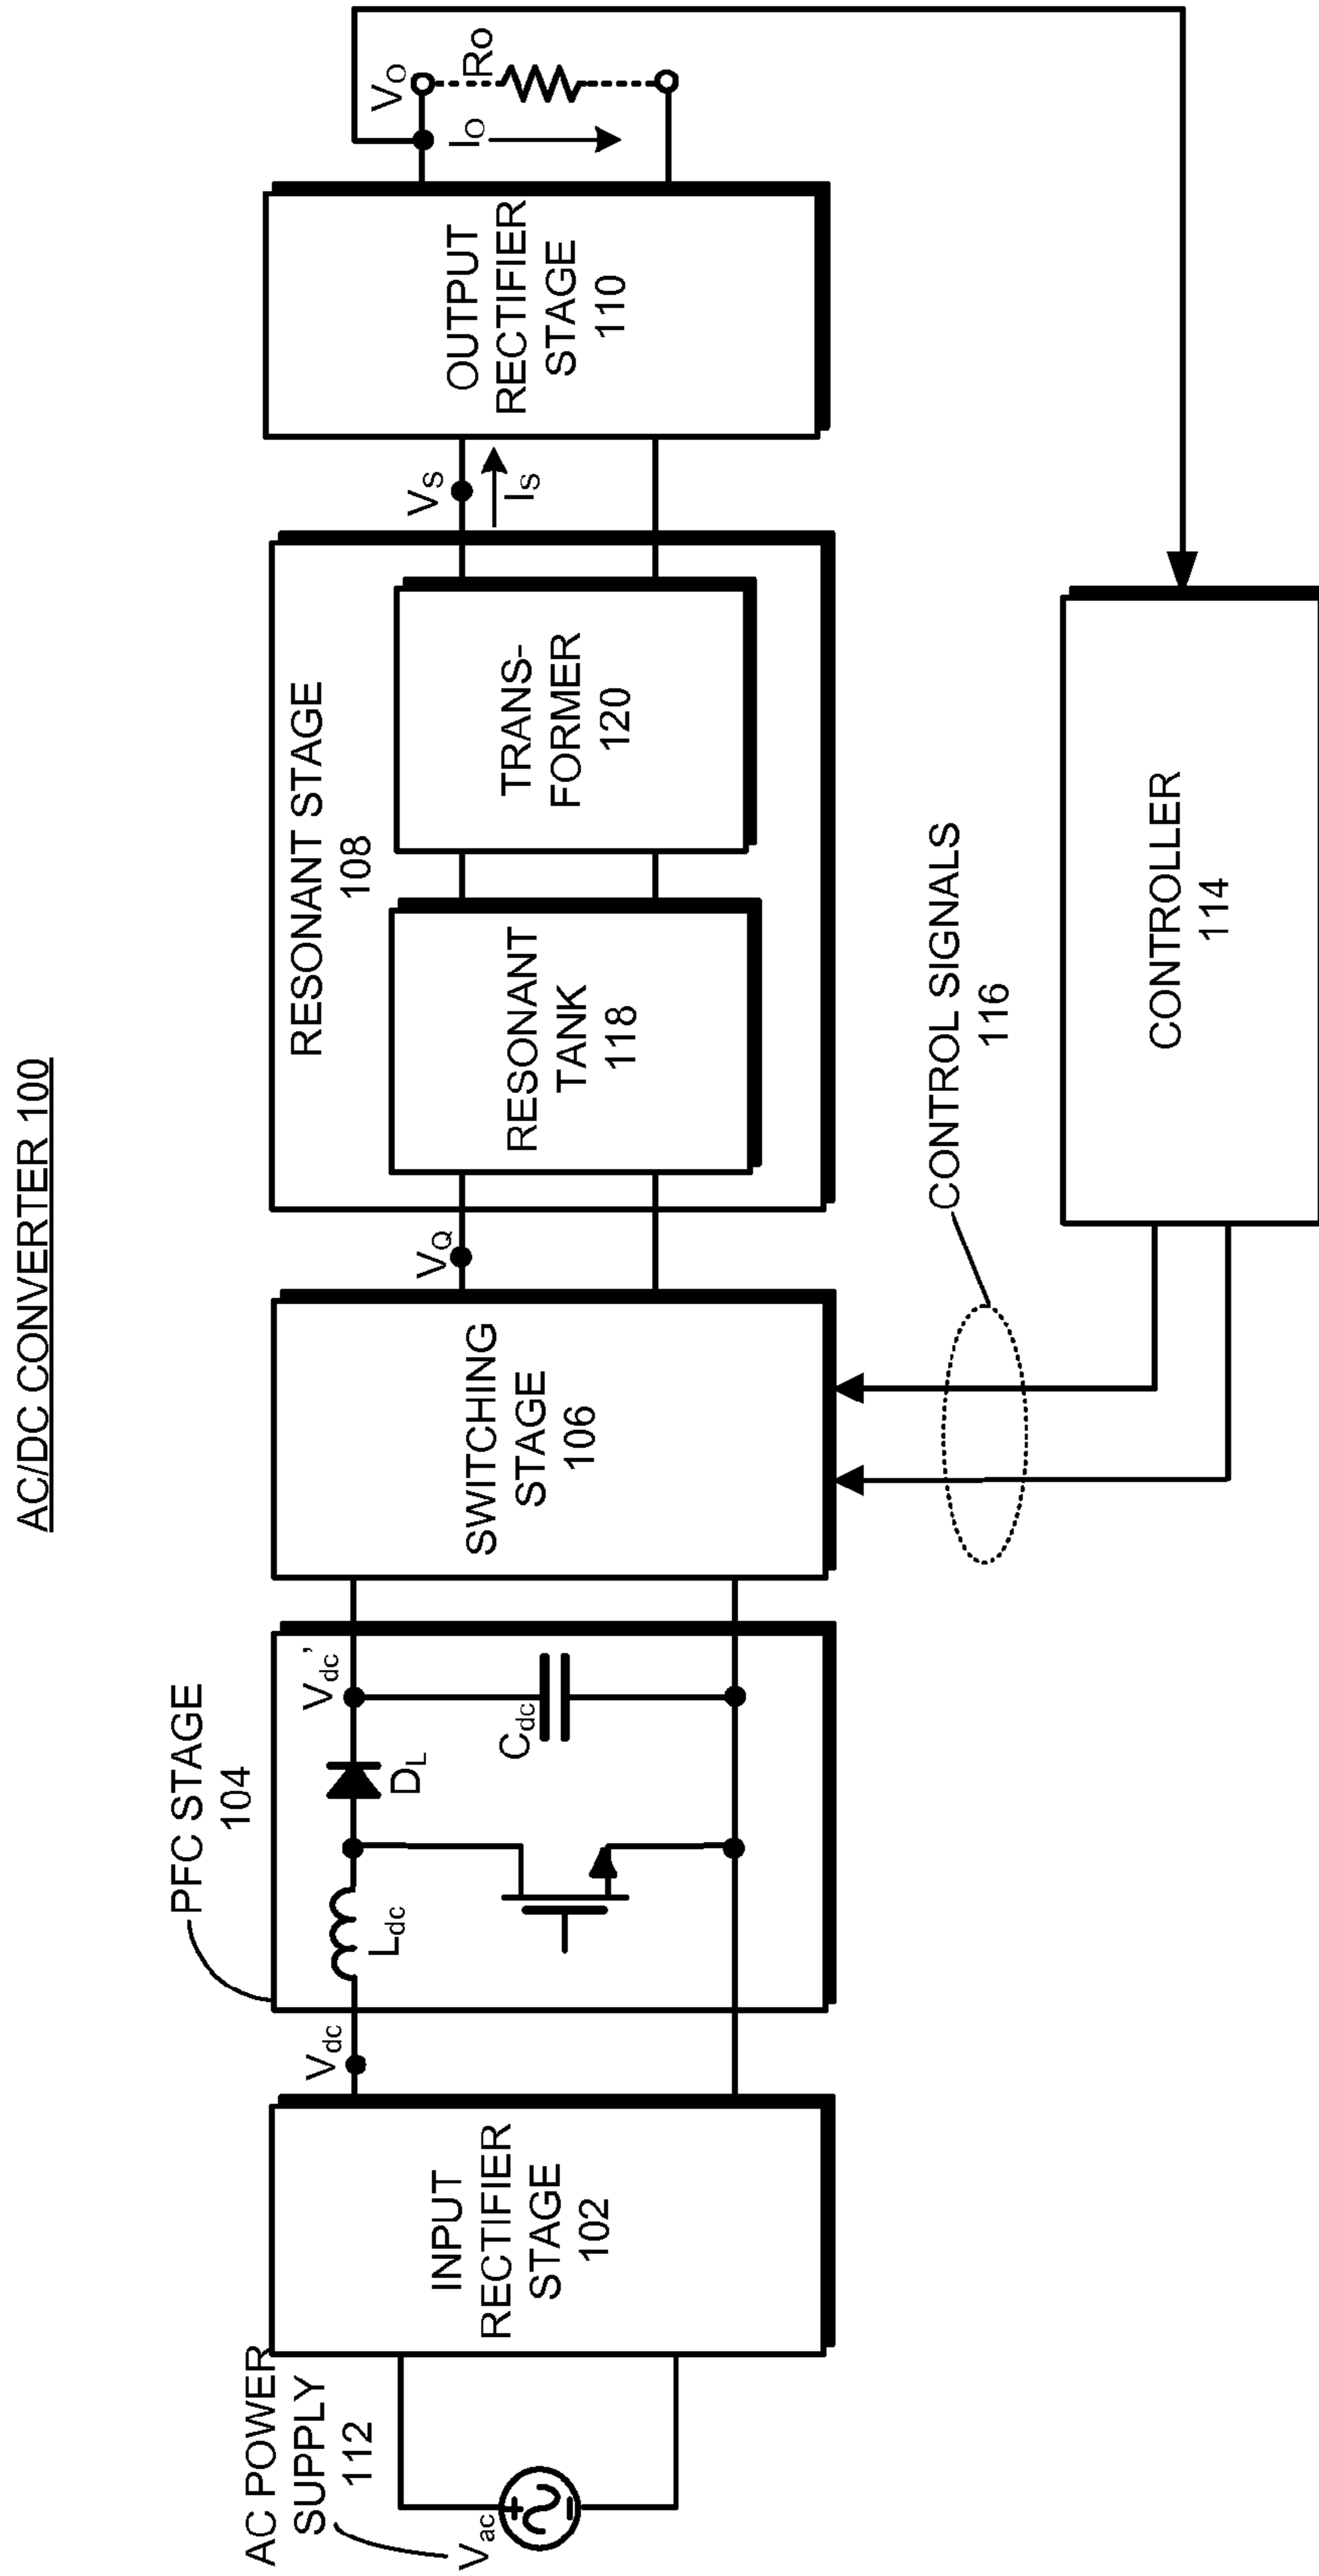 AC/DC CONVERTER 100
AC POWER
SUPPLY
112
Vac
INPUT
RECTIFIER
STAGE
102
Vdc
PFC STAGE
104
Ldc
DL
Vdc’
Cdc
SWITCHING
STAGE
106
VQ
RESONANT STAGE
108
RESONANT
TANK
118
TRANS-
FORMER
120
VS
IS
OUTPUT
RECTIFIER
STAGE
110
VO
IO
Ro
CONTROL SIGNALS
116
CONTROLLER
114